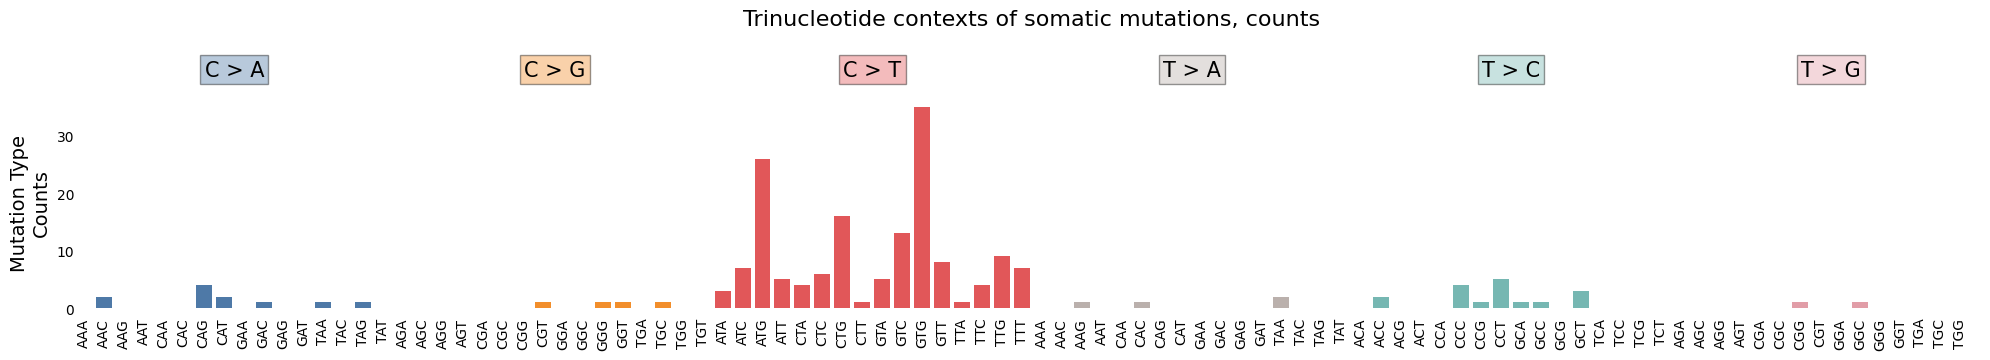 Trinucleotide contexts of somatic mutations, counts
C > A
C > G
C > T
T > A
T > C
T > G
Mutation Type
Counts
30
20
10
0
AAA AAC AAG AAT CAA CAC CAG CAT GAA GAC GAG GAT TAA TAC TAG TAT AGA AGC AGG AGT CGA CGC CGG CGT GGA GGC GGG GGT TGA TGC TGG TGT ATA ATC ATG ATT CTA CTC CTG CTT GTA GTC GTG GTT TTA TTC TTG TTT AAA AAC AAG AAT CAA CAC CAG CAT GAA GAC GAG GAT TAA TAC TAG TAT ACA ACC ACG ACT CCA CCC CCG CCT GCA GCC GCG GCT TCA TCC TCG TCT AGA AGC AGG AGT CGA CGC CGG CGT GGA GGC GGG GGT TGA TGC TGG